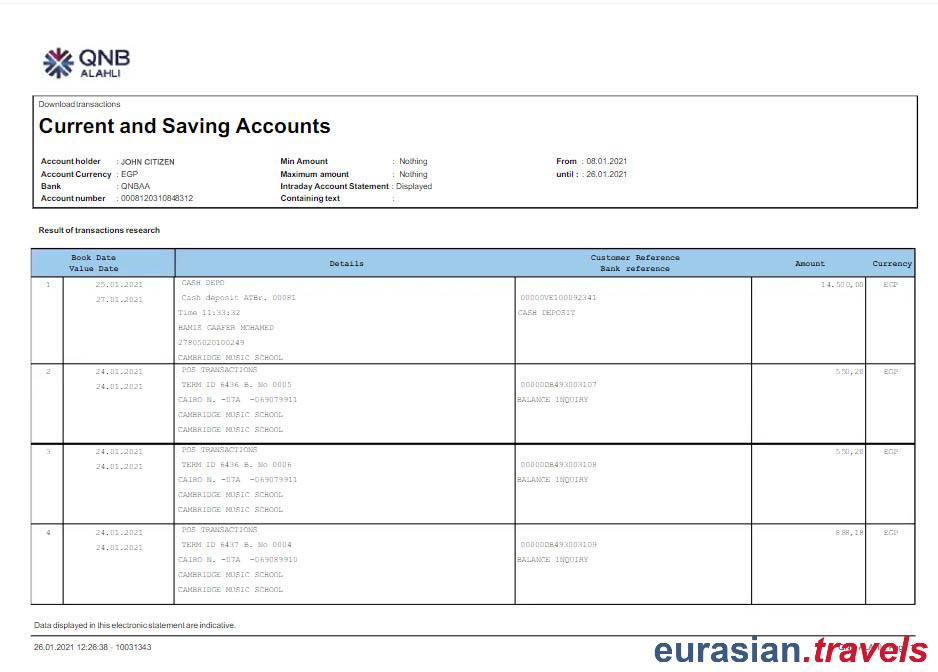 QNB
ALAHLI
Download transactions
Current and Saving Accounts
Account holder : JOHN CITIZEN Min Amount : Nothing From : 08.01.2021
Account Currency : EGP Maximum amount : Nothing until : : 26.01.2021
Bank : QNBAA Intraday Account Statement : Displayed
Account number : 0008120310848312 Containing text :
Result of transactions research
Book Date Customer Reference
Details Amount Currency
Value Date Bank reference
1 25.01.2021 CASH DEPO 14.500,00 EGP
27.01.2021 Cash deposit ATBr. 00081 00000VE100092341
Time 11:33:32 CASH DEPOSIT
HAMIS GAAFER MOHAMED
27805020100249
CAMBRIDGE MUSIC SCHOOL
2 24.01.2021 POS TRANSACTIONS 550,20 EGP
24.01.2021 TERM ID 6436 B. No 0005 00000DB493003107
CAIRO N. -07A -069079911 BALANCE INQUIRY
CAMBRIDGE MUSIC SCHOOL
CAMBRIDGE MUSIC SCHOOL
3 24.01.2021 POS TRANSACTIONS 550,20 EGP
24.01.2021 TERM ID 6436 B. No 0006 00000DB493003108
CAIRO N. -07A -069079911 BALANCE INQUIRY
CAMBRIDGE MUSIC SCHOOL
CAMBRIDGE MUSIC SCHOOL
4 24.01.2021 POS TRANSACTIONS 898,18 EGP
24.01.2021 TERM ID 6437 B. No 0004 00000DB493003109
CAIRO N. -07A -069089910 BALANCE INQUIRY
CAMBRIDGE MUSIC SCHOOL
CAMBRIDGE MUSIC SCHOOL
Data displayed in this electronic statement are indicative.
26.01.2021 12:26:38 - 10031343
eurasian.travels